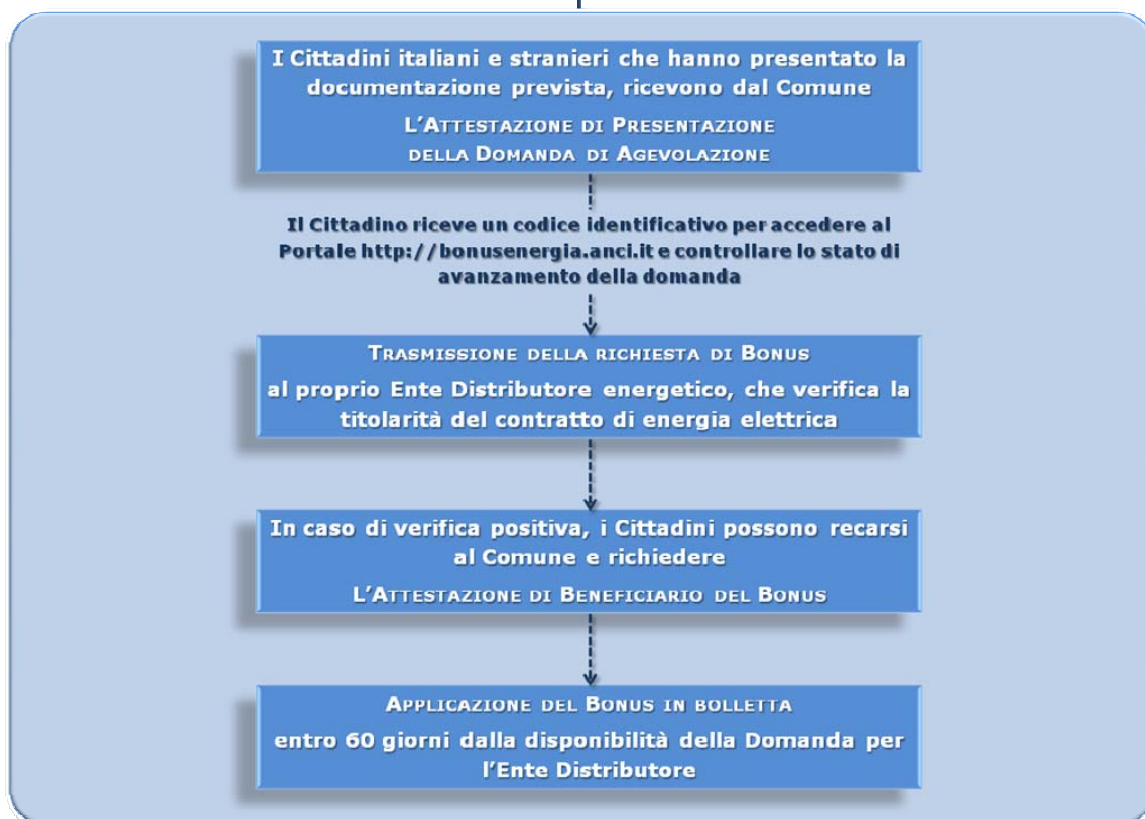 I Cittadini italiani e stranieri che hanno presentato la
documentazione prevista, ricevono dal Comune
L'Attestazione di Presentazione
della Domanda di Agevolazione
Il Cittadino riceve un codice identificativo per accedere al
Portale http://bonusenergia.anci.it e controllare lo stato di
avanzamento della domanda
Trasmissione della richiesta di Bonus
al proprio Ente Distributore energetico, che verifica la
titolarità del contratto di energia elettrica
In caso di verifica positiva, i Cittadini possono recarsi
al Comune e richiedere
L'Attestazione di Beneficiario del Bonus
Applicazione del Bonus in bolletta
entro 60 giorni dalla disponibilità della Domanda per
l'Ente Distributore